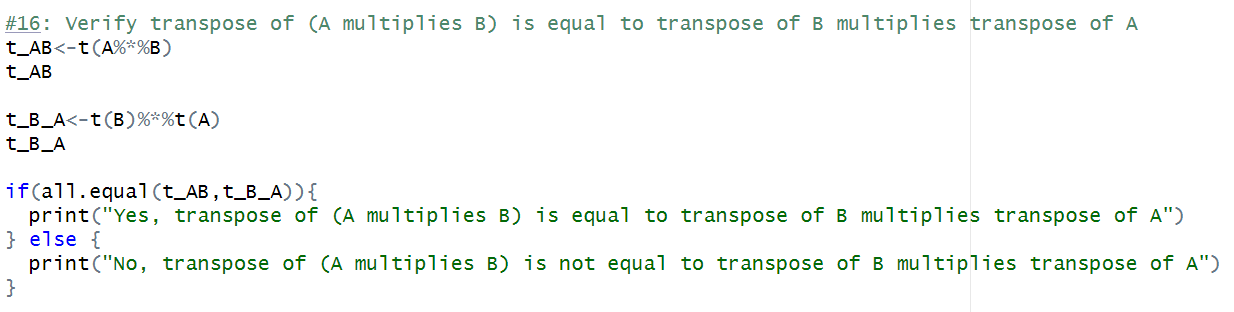 #16: Verify transpose of (A multiplies B) is equal to transpose of B multiplies transpose of A
t_AB<-t(A%*%B)
t_AB
t_B_A<-t(B)%*%t(A)
t_B_A
if(all.equal(t_AB,t_B_A)){
  print("Yes, transpose of (A multiplies B) is equal to transpose of B multiplies transpose of A")
} else {
  print("No, transpose of (A multiplies B) is not equal to transpose of B multiplies transpose of A")
}